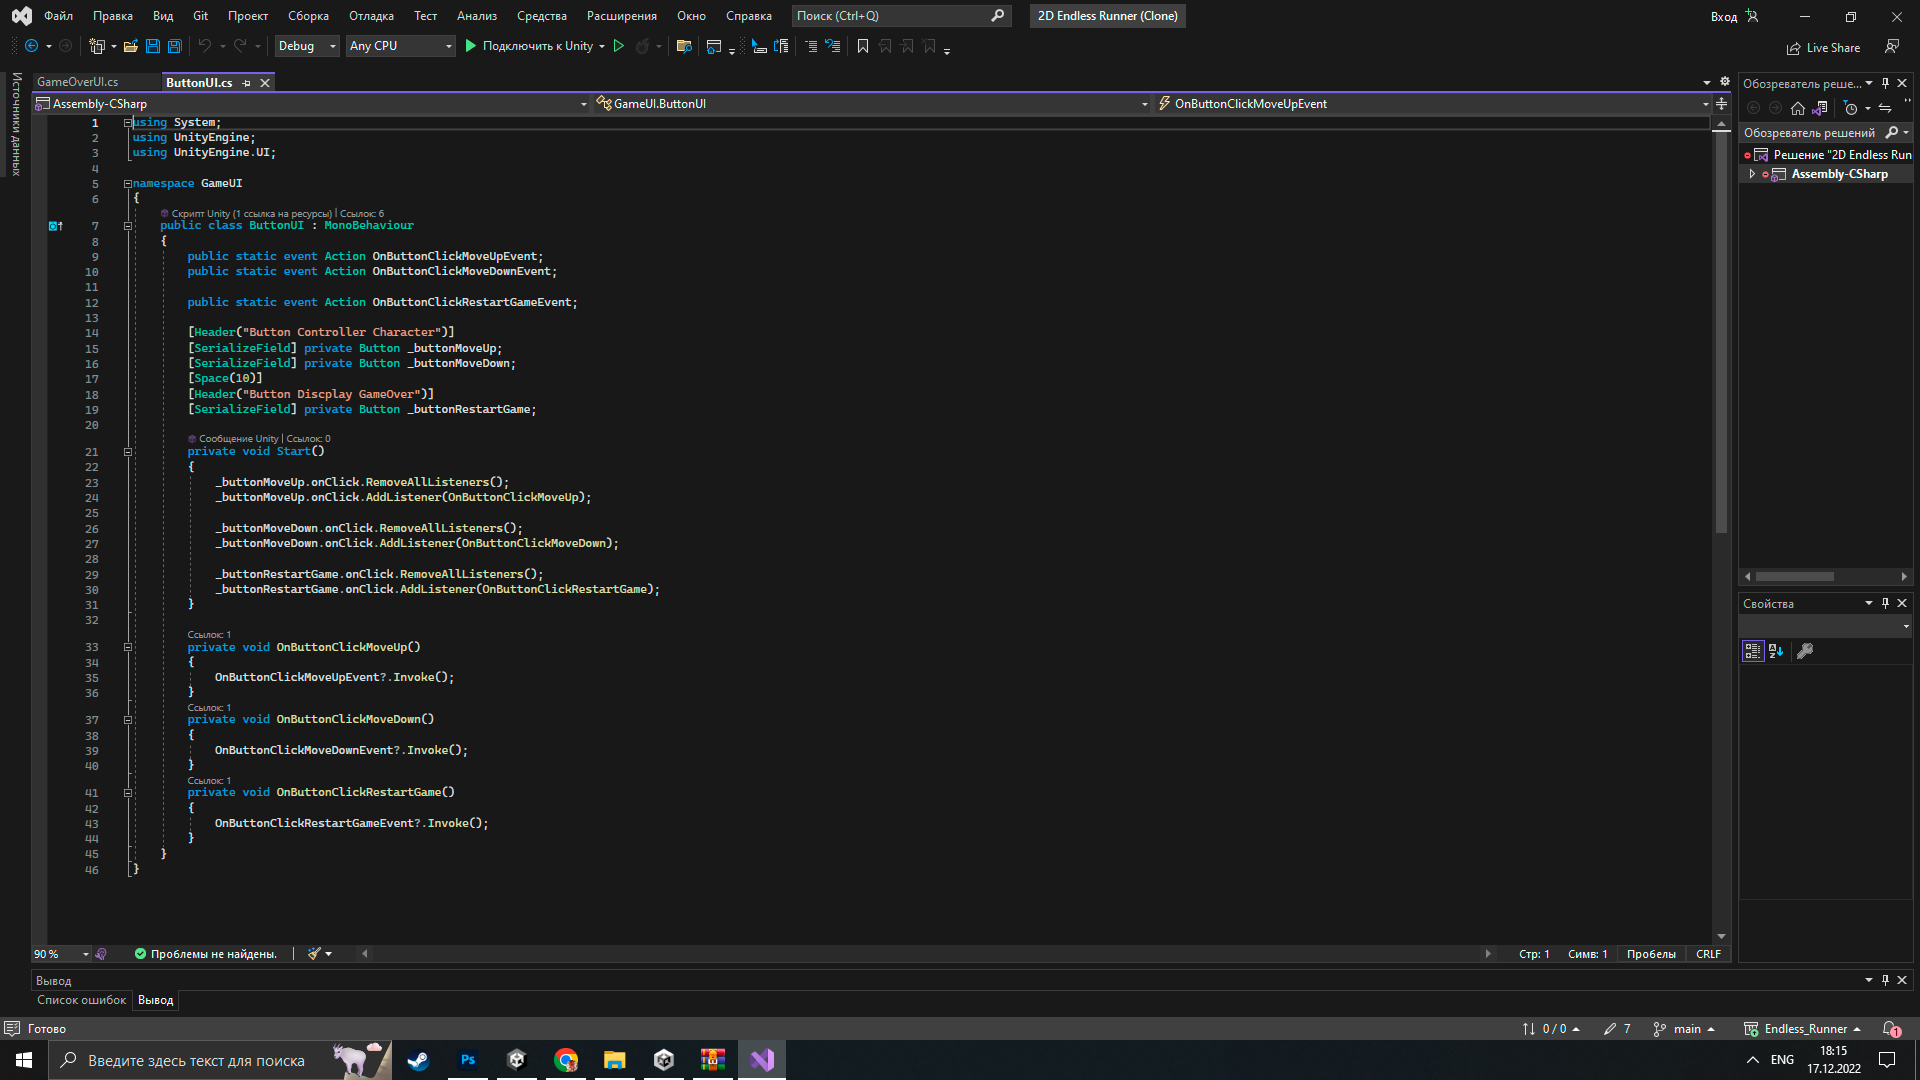 Файл Правка Вид Git Проект Сборка Отладка Тест Анализ Средства Расширения Окно Справка Поиск (Ctrl+Q) 2D Endless Runner (Clone) Вход
Debug Any CPU Подключить к Unity Live Share
Источники данных
GameOverUI.cs ButtonUI.cs
Assembly-CSharp GameUI.ButtonUI OnButtonClickMoveUpEvent
1 using System;
2 using UnityEngine;
3 using UnityEngine.UI;
4
5 namespace GameUI
6 {
Скрипт Unity (1 ссылка на ресурсы) | Ссылок: 6
7 public class ButtonUI : MonoBehaviour
8 {
9 public static event Action OnButtonClickMoveUpEvent;
10 public static event Action OnButtonClickMoveDownEvent;
11
12 public static event Action OnButtonClickRestartGameEvent;
13
14 [Header("Button Controller Character")]
15 [SerializeField] private Button _buttonMoveUp;
16 [SerializeField] private Button _buttonMoveDown;
17 [Space(10)]
18 [Header("Button Discplay GameOver")]
19 [SerializeField] private Button _buttonRestartGame;
20
Сообщение Unity | Ссылок: 0
21 private void Start()
22 {
23 _buttonMoveUp.onClick.RemoveAllListeners();
24 _buttonMoveUp.onClick.AddListener(OnButtonClickMoveUp);
25
26 _buttonMoveDown.onClick.RemoveAllListeners();
27 _buttonMoveDown.onClick.AddListener(OnButtonClickMoveDown);
28
29 _buttonRestartGame.onClick.RemoveAllListeners();
30 _buttonRestartGame.onClick.AddListener(OnButtonClickRestartGame);
31 }
32
Ссылок: 1
33 private void OnButtonClickMoveUp()
34 {
35 OnButtonClickMoveUpEvent?.Invoke();
36 }
Ссылок: 1
37 private void OnButtonClickMoveDown()
38 {
39 OnButtonClickMoveDownEvent?.Invoke();
40 }
Ссылок: 1
41 private void OnButtonClickRestartGame()
42 {
43 OnButtonClickRestartGameEvent?.Invoke();
44 }
45 }
46 }
90 % Проблемы не найдены. Стр: 1 Симв: 1 Пробелы CRLF
Обозреватель реше...
Обозреватель решений
Решение "2D Endless Run
Assembly-CSharp
Свойства
Вывод
Список ошибок Вывод
Готово 0 / 0 7 main Endless_Runner 1
Введите здесь текст для поиска Ps ENG 18:15
17.12.2022